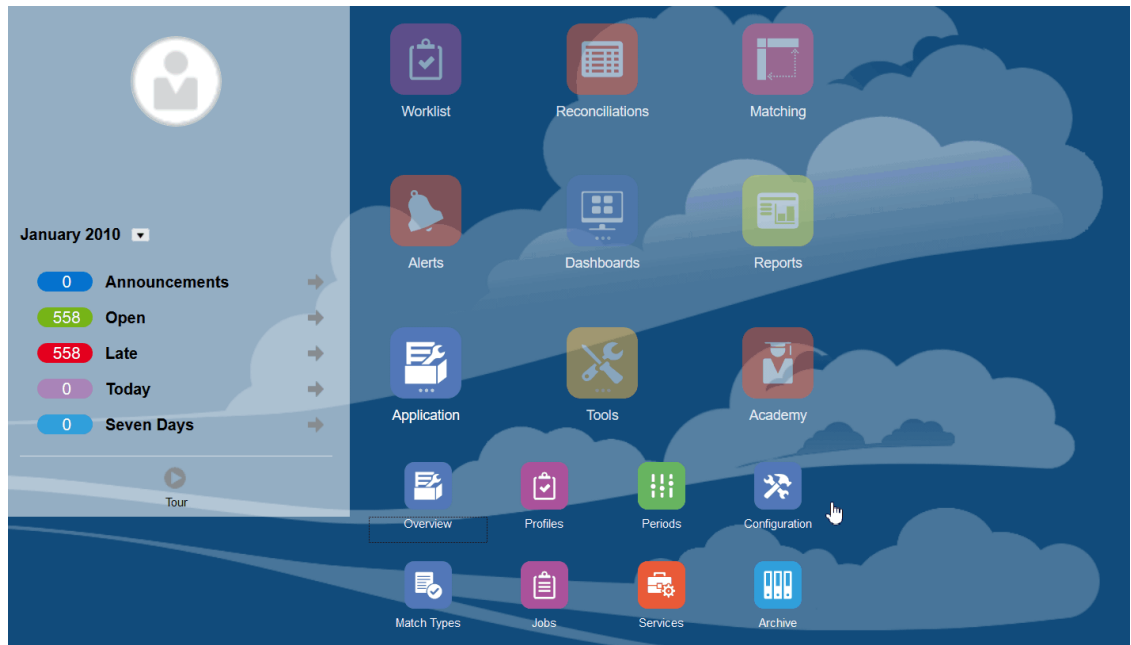 January 2010
0 Announcements
558 Open
558 Late
0 Today
0 Seven Days
Tour
Worklist Reconciliations Matching
Alerts Dashboards Reports
Application Tools Academy
Overview Profiles Periods Configuration
Match Types Jobs Services Archive